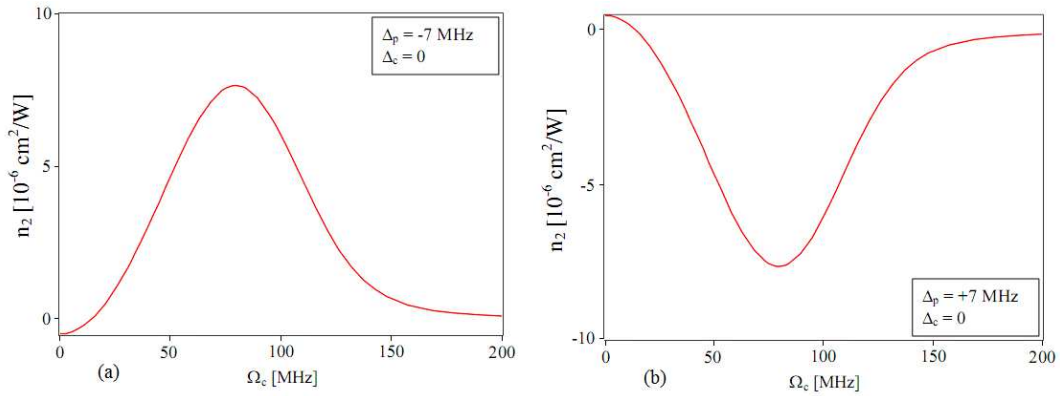 10
Δp = -7 MHz
Δc = 0
n2 [10-6 cm2/W]
5
0
0
50
100
150
200
(a)
Ωc [MHz]
0
n2 [10-6 cm2/W]
-5
Δp = +7 MHz
Δc = 0
-10
0
50
100
150
200
(b)
Ωc [MHz]